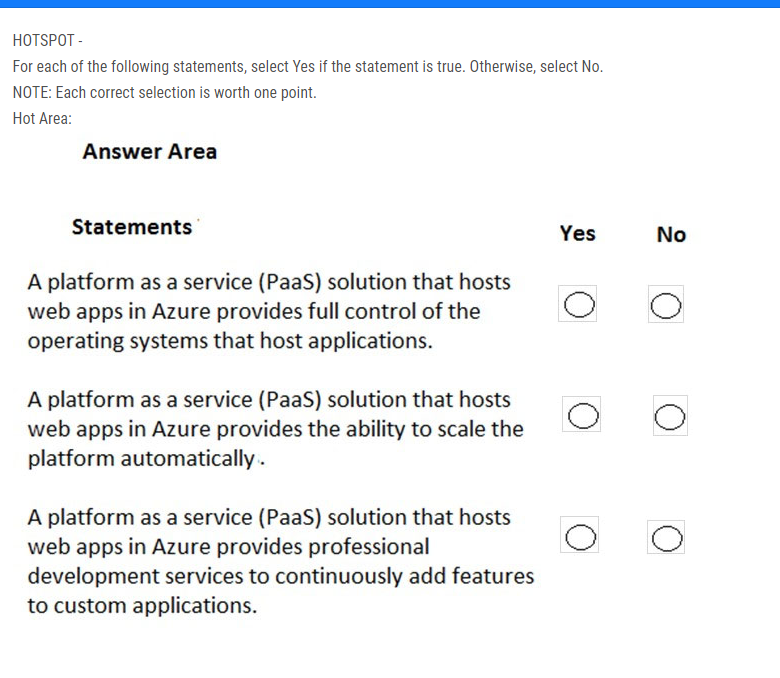 HOTSPOT -
For each of the following statements, select Yes if the statement is true. Otherwise, select No.
NOTE: Each correct selection is worth one point.
Hot Area:
Answer Area
Statements Yes No
A platform as a service (PaaS) solution that hosts
web apps in Azure provides full control of the
operating systems that host applications.
A platform as a service (PaaS) solution that hosts
web apps in Azure provides the ability to scale the
platform automatically.
A platform as a service (PaaS) solution that hosts
web apps in Azure provides professional
development services to continuously add features
to custom applications.